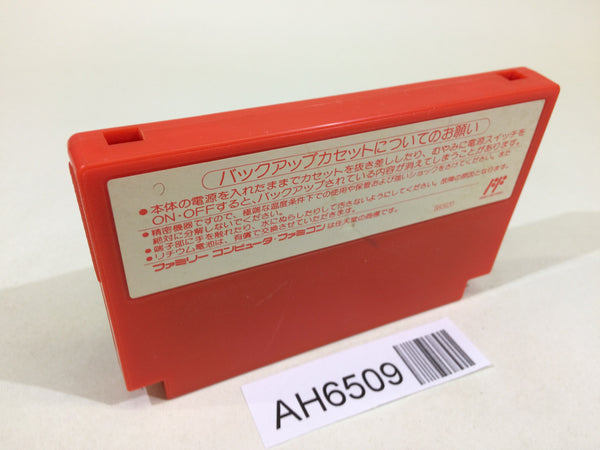 バックアップカセットについてのお願い
●本体の電源を入れたままでカセットを抜き差ししたり、むやみに電源スイッチを
ON・OFFすると、バックアップされている内容が消えてしまうことがあります。
●精密機器ですので、極端な温度条件下での使用や保管および強いショックをさけてください。また
絶対に分解しないでください。
●端子部に手を触れたり、水にぬらしたりして汚さないようにしてください。故障の原因となります。
●リチウム電池は、有償で交換させていただきます。
ファミリー コンピュータ・ファミコンは任天堂の商標です。
AH6509